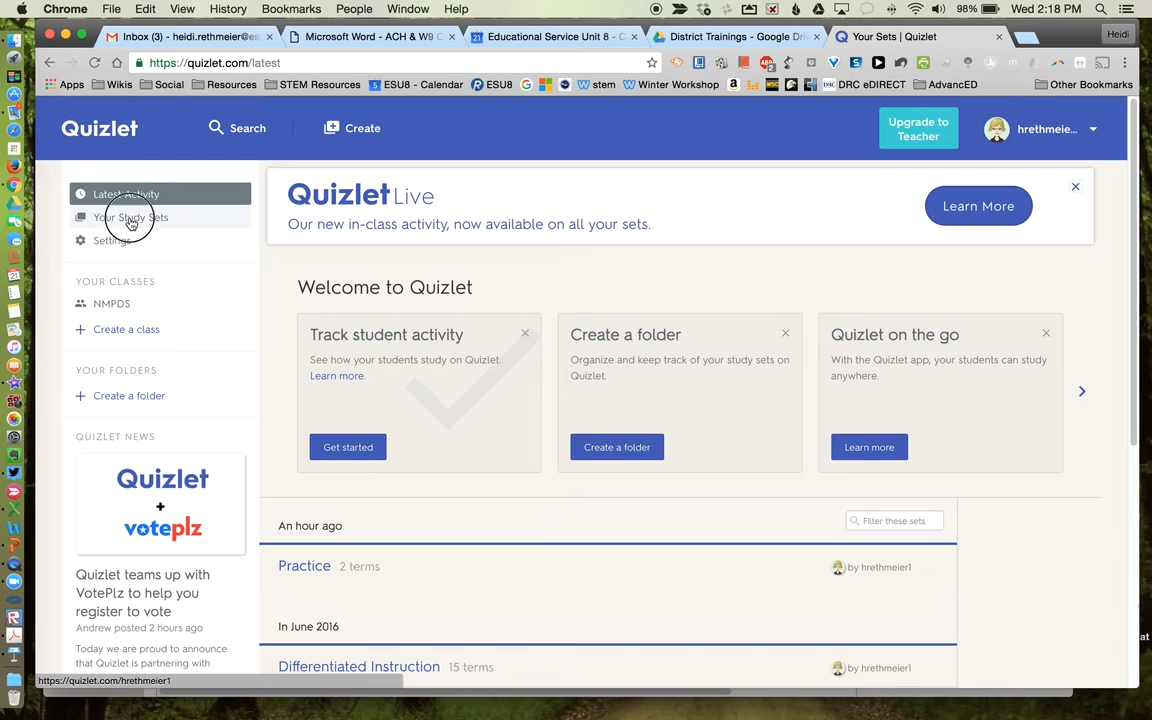 Chrome File Edit View History Bookmarks People Window Help 98% Wed 2:18 PM
Inbox (3) - heidi.rethmeier@es
Microsoft Word - ACH & W9 C
Educational Service Unit 8 - C
District Trainings - Google Dri
Your Sets | Quizlet
Heidi
https://quizlet.com/latest
Apps Wikis Social Resources STEM Resources ESU8 - Calendar ESU8 stem Winter Workshop DRC eDIRECT AdvancED Other Bookmarks
Quizlet
Search
Create
Upgrade to
Teacher
hrethmeie...
Latest Activity
Your Study Sets
Settings
YOUR CLASSES
NMPDS
+ Create a class
YOUR FOLDERS
+ Create a folder
QUIZLET NEWS
Quizlet
+
voteplz
Quizlet teams up with
VotePlz to help you
register to vote
Andrew posted 2 hours ago
Today we are proud to announce
that Quizlet is partnering with
Quizlet Live
Our new in-class activity, now available on all your sets.
Learn More
Welcome to Quizlet
Track student activity
See how your students study on Quizlet.
Learn more.
Get started
Create a folder
Organize and keep track of your study sets on
Quizlet.
Create a folder
Quizlet on the go
With the Quizlet app, your students can study
anywhere.
Learn more
An hour ago
Filter these sets
Practice 2 terms
by hrethmeier1
In June 2016
Differentiated Instruction 15 terms
by hrethmeier1
https://quizlet.com/hrethmeier1
at